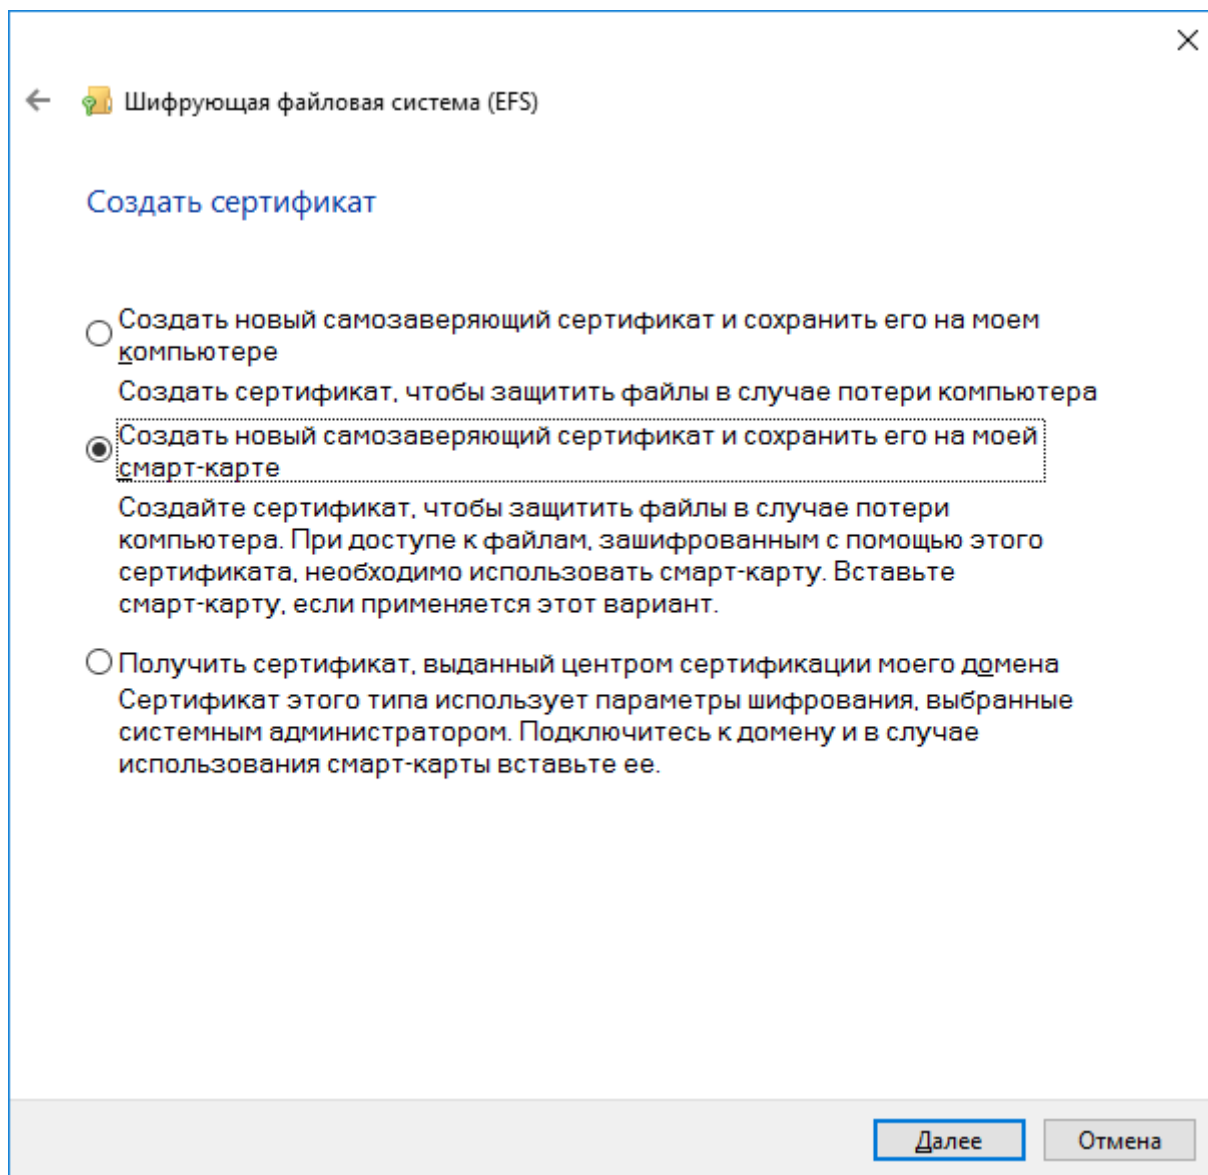 Шифрующая файловая система (EFS)
Создать сертификат
Создать новый самозаверяющий сертификат и сохранить его на моем
компьютере
Создать сертификат, чтобы защитить файлы в случае потери компьютера
Создать новый самозаверяющий сертификат и сохранить его на моей
смарт-карте
Создайте сертификат, чтобы защитить файлы в случае потери
компьютера. При доступе к файлам, зашифрованным с помощью этого
сертификата, необходимо использовать смарт-карту. Вставьте
смарт-карту, если применяется этот вариант.
Получить сертификат, выданный центром сертификации моего домена
Сертификат этого типа использует параметры шифрования, выбранные
системным администратором. Подключитесь к домену и в случае
использования смарт-карты вставьте ее.
Далее
Отмена